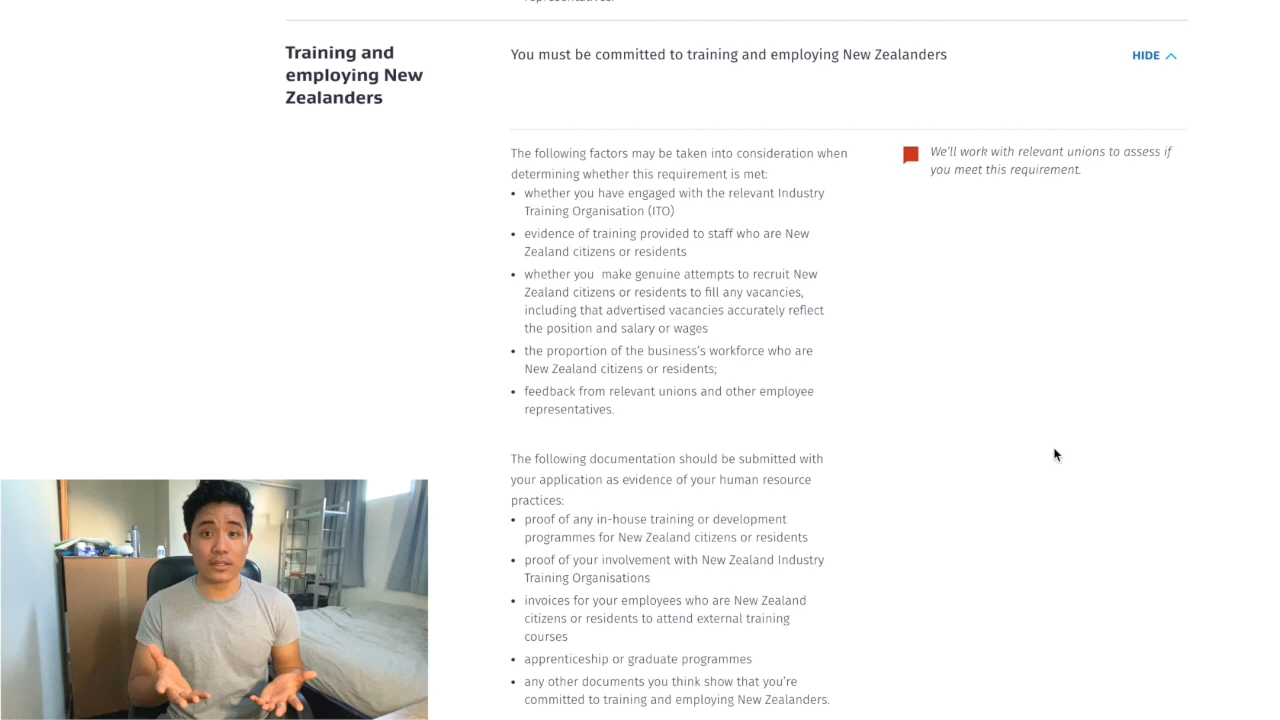 Training and
employing New
Zealanders
You must be committed to training and employing New Zealanders
HIDE
The following factors may be taken into consideration when
determining whether this requirement is met:
• whether you have engaged with the relevant Industry
Training Organisation (ITO)
• evidence of training provided to staff who are New
Zealand citizens or residents
• whether you  make genuine attempts to recruit New
Zealand citizens or residents to fill any vacancies,
including that advertised vacancies accurately reflect
the position and salary or wages
• the proportion of the business's workforce who are
New Zealand citizens or residents;
• feedback from relevant unions and other employee
representatives.
We'll work with relevant unions to assess if
you meet this requirement.
The following documentation should be submitted with
your application as evidence of your human resource
practices:
• proof of any in-house training or development
programmes for New Zealand citizens or residents
• proof of your involvement with New Zealand Industry
Training Organisations
• invoices for your employees who are New Zealand
citizens or residents to attend external training
courses
• apprenticeship or graduate programmes
• any other documents you think show that you're
committed to training and employing New Zealanders.